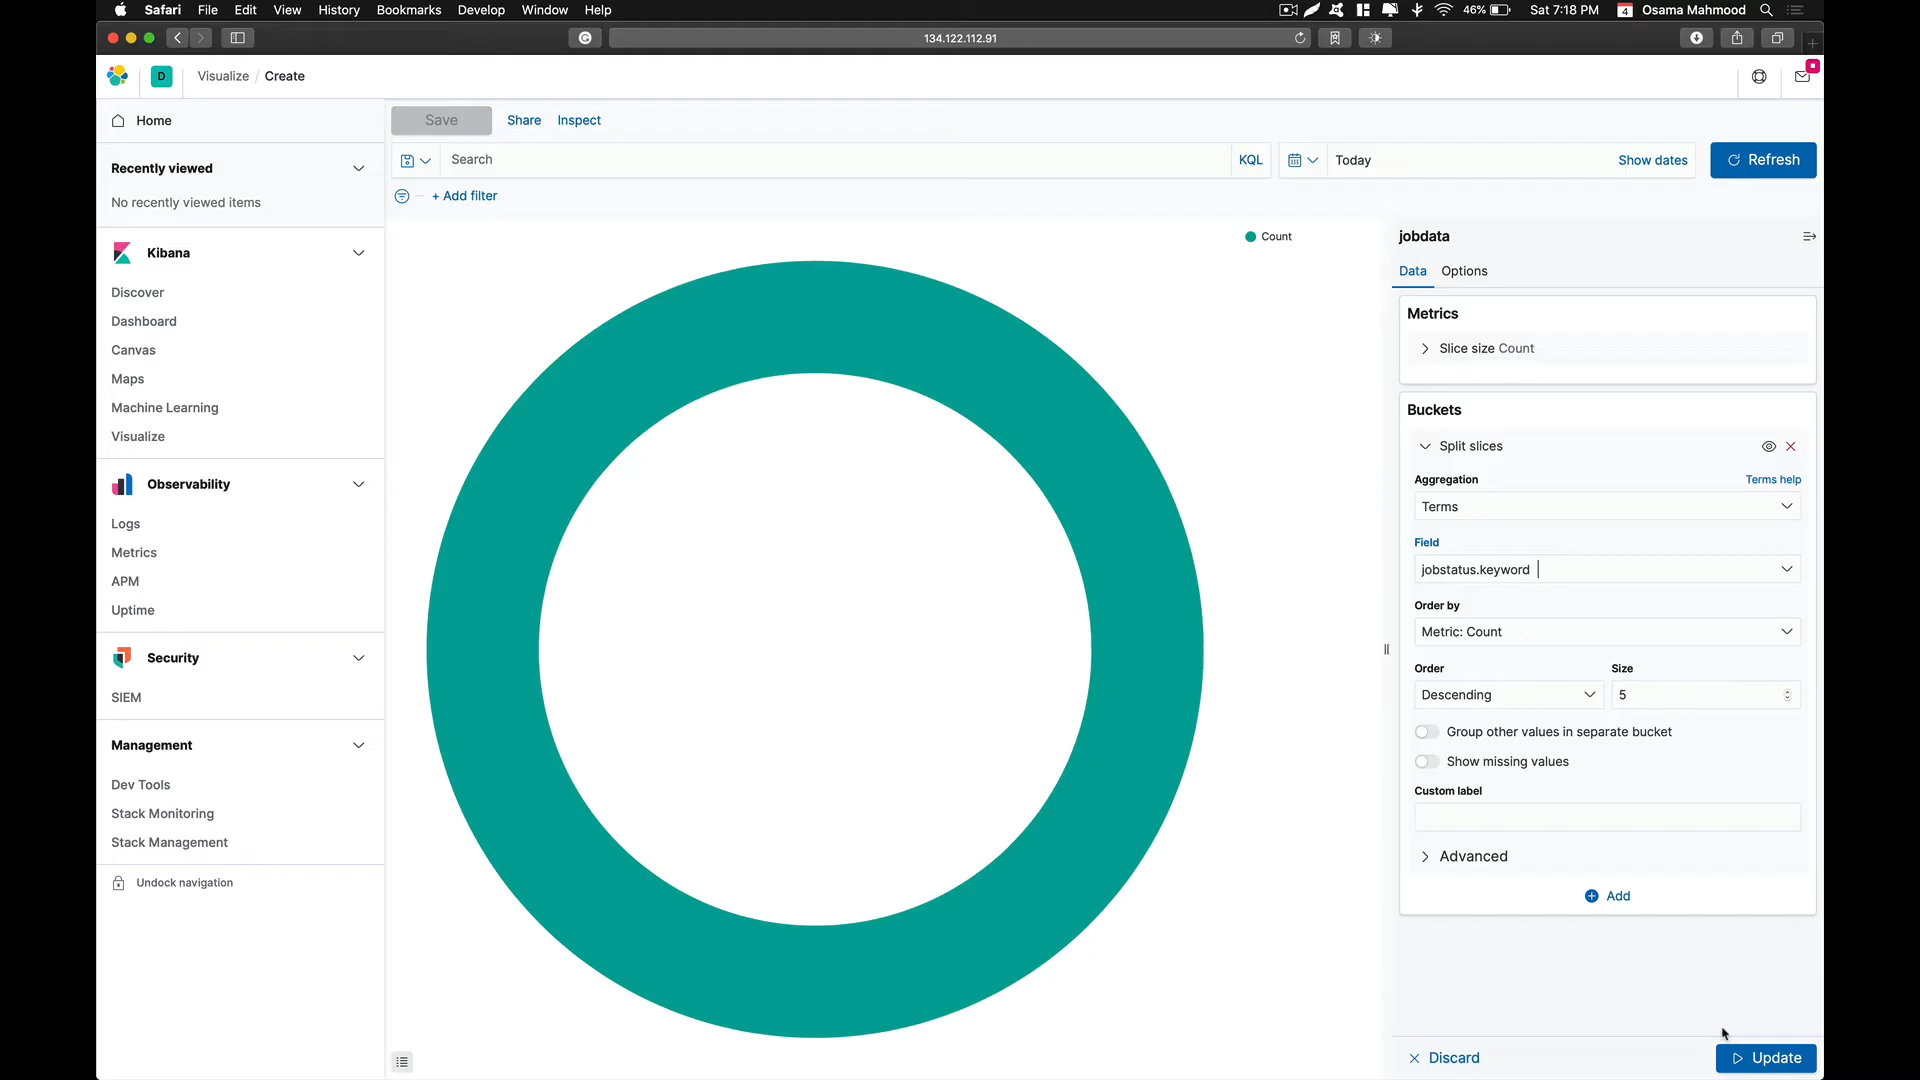 Safari File Edit View History Bookmarks Develop Window Help 46% Sat 7:18 PM 4 Osama Mahmood
134.122.112.91
D Visualize / Create
Home
Recently viewed
No recently viewed items
Kibana
Discover
Dashboard
Canvas
Maps
Machine Learning
Visualize
Observability
Logs
Metrics
APM
Uptime
Security
SIEM
Management
Dev Tools
Stack Monitoring
Stack Management
Undock navigation
Save Share Inspect
Search KQL Today Show dates Refresh
+ Add filter
Count
jobdata
Data Options
Metrics
Slice size Count
Buckets
Split slices
Aggregation Terms help
Terms
Field
jobstatus.keyword
Order by
Metric: Count
Order Size
Descending 5
Group other values in separate bucket
Show missing values
Custom label
Advanced
Add
Discard Update